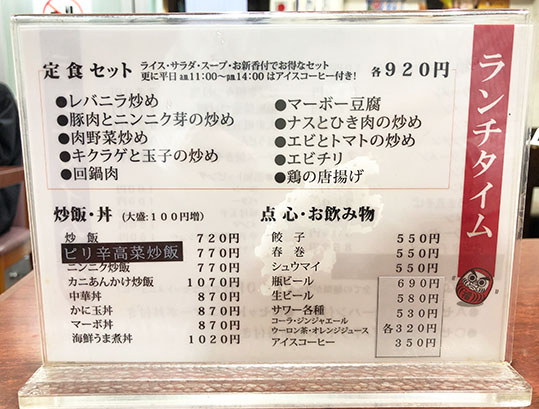 ランチタイム
定食セット
ライス・サラダ・スープ・お新香付でお得なセット
更に平日 am11:00〜pm14:00 はアイスコーヒー付き!
各920円
●レバニラ炒め
●豚肉とニンニク芽の炒め
●肉野菜炒め
●キクラゲと玉子の炒め
●回鍋肉
●マーボー豆腐
●ナスとひき肉の炒め
●エビとトマトの炒め
●エビチリ
●鶏の唐揚げ
炒飯・丼 (大盛:100円増)
炒飯 720円
ピリ辛高菜炒飯 770円
ニンニク炒飯 770円
カニあんかけ炒飯 1070円
中華丼 870円
かに玉丼 870円
マーボ丼 870円
海鮮うま煮丼 1020円
点心・お飲み物
餃子 550円
春巻 550円
シュウマイ 550円
瓶ビール 690円
生ビール 580円
サワー各種 530円
コーラ・ジンジャエール
ウーロン茶・オレンジジュース 各320円
アイスコーヒー 350円